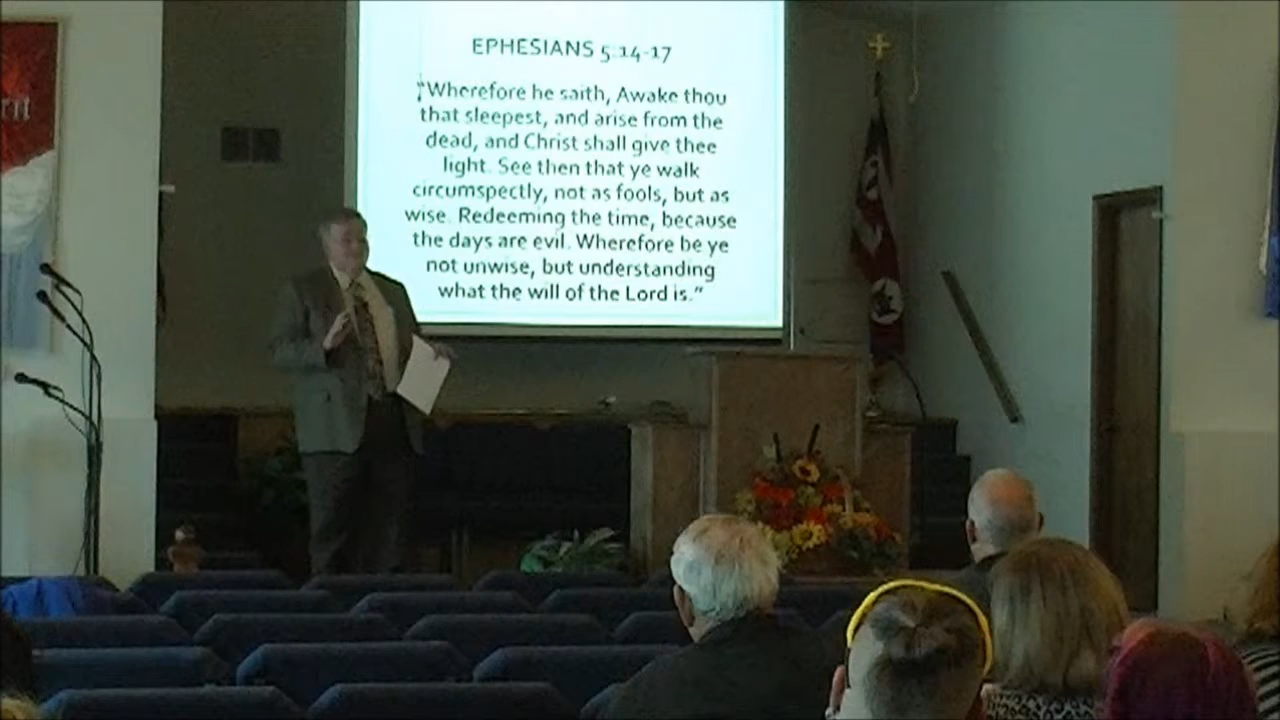 EPHESIANS 5:14-17
"Wherefore he saith, Awake thou
that sleepest, and arise from the
dead, and Christ shall give thee
light. See then that ye walk
circumspectly, not as fools, but as
wise. Redeeming the time, because
the days are evil. Wherefore be ye
not unwise, but understanding
what the will of the Lord is."